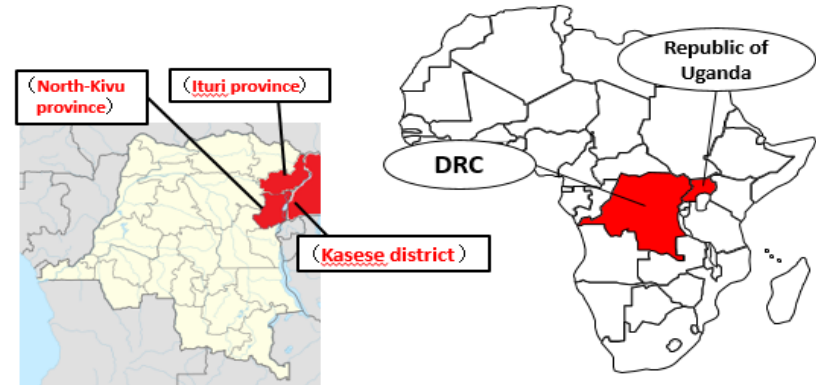 （North-Kivu
province）
（Ituri province）
（Kasese district）
DRC
Republic of
Uganda